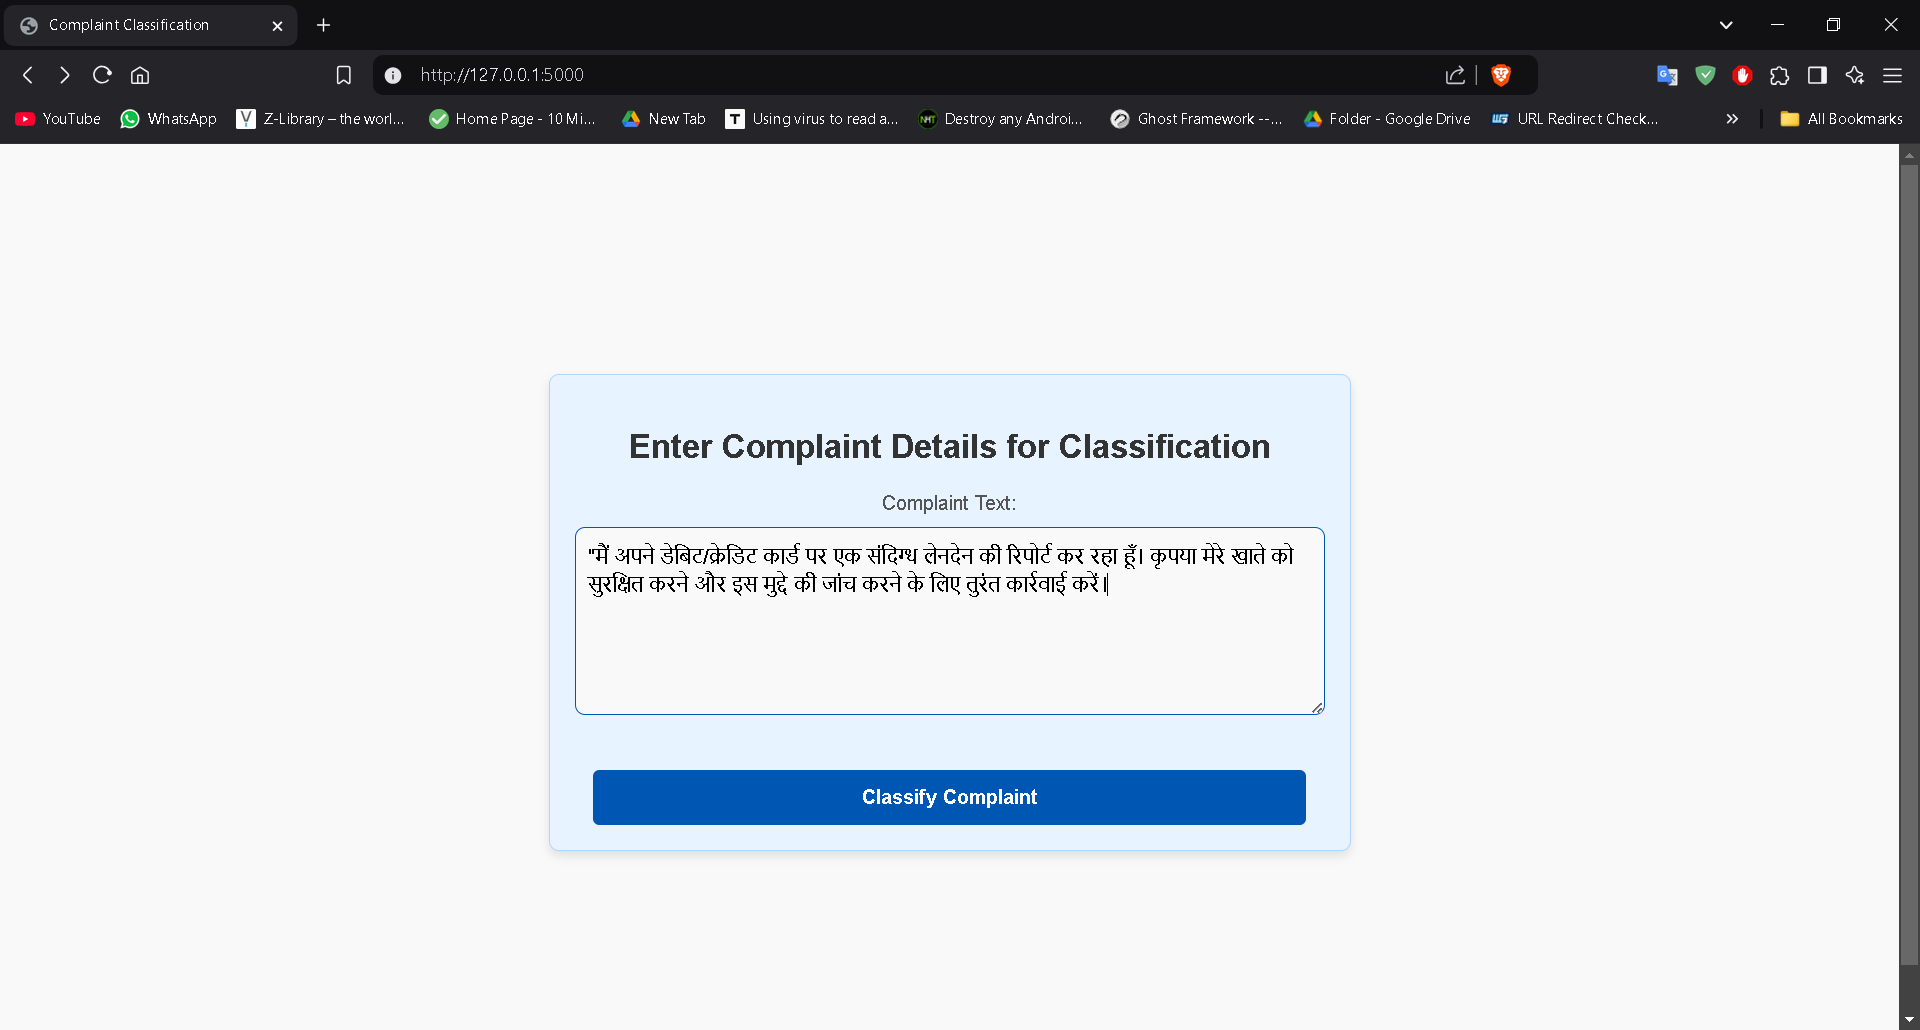 Complaint Classification
http://127.0.0.1:5000
YouTube
WhatsApp
Z-Library – the worl...
Home Page - 10 Mi...
New Tab
Using virus to read a...
Destroy any Androi...
Ghost Framework --...
Folder - Google Drive
URL Redirect Check...
All Bookmarks
Enter Complaint Details for Classification
Complaint Text:
"मैं अपने डेबिट/क्रेडिट कार्ड पर एक संदिग्ध लेनदेन की रिपोर्ट कर रहा हूँ। कृपया मेरे खाते को
सुरक्षित करने और इस मुद्दे की जांच करने के लिए तुरंत कार्रवाई करें।
Classify Complaint